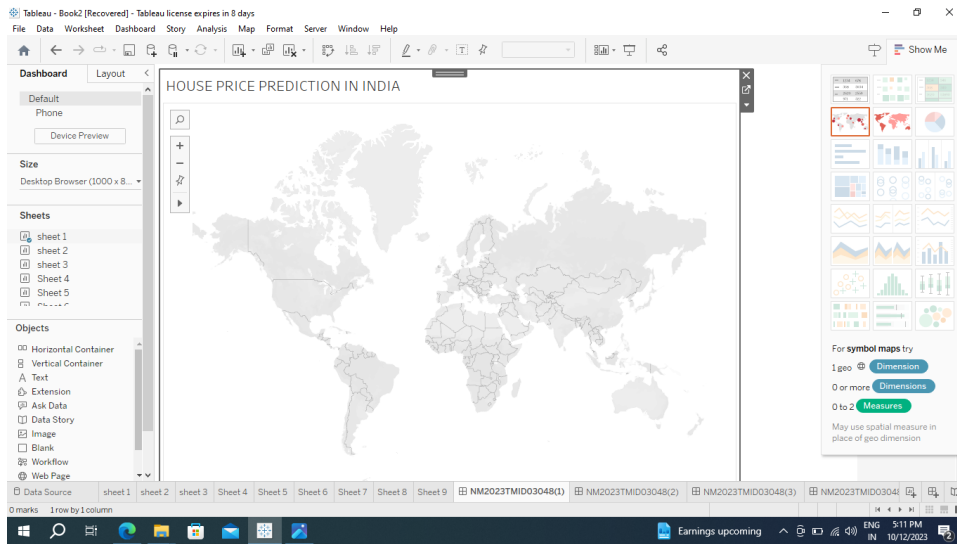 Tableau - Book2 [Recovered] - Tableau license expires in 8 days
File Data Worksheet Dashboard Story Analysis Map Format Server Window Help
Show Me
Dashboard Layout
Default
Phone
Device Preview
Size
Desktop Browser (1000 x 8...
Sheets
sheet 1
sheet 2
sheet 3
Sheet 4
Sheet 5
Objects
Horizontal Container
Vertical Container
A Text
Extension
Ask Data
Data Story
Image
Blank
Workflow
Web Page
HOUSE PRICE PREDICTION IN INDIA
For symbol maps try
1 geo Dimension
0 or more Dimensions
0 to 2 Measures
May use spatial measure in
place of geo dimension
Data Source sheet 1 sheet 2 sheet 3 Sheet 4 Sheet 5 Sheet 6 Sheet 7 Sheet 8 Sheet 9 NM2023TMID03048(1) NM2023TMID03048(2) NM2023TMID03048(3) NM2023TMID0304
0 marks 1 row by 1 column
Earnings upcoming
ENG 5:11 PM
IN 10/12/2023
2